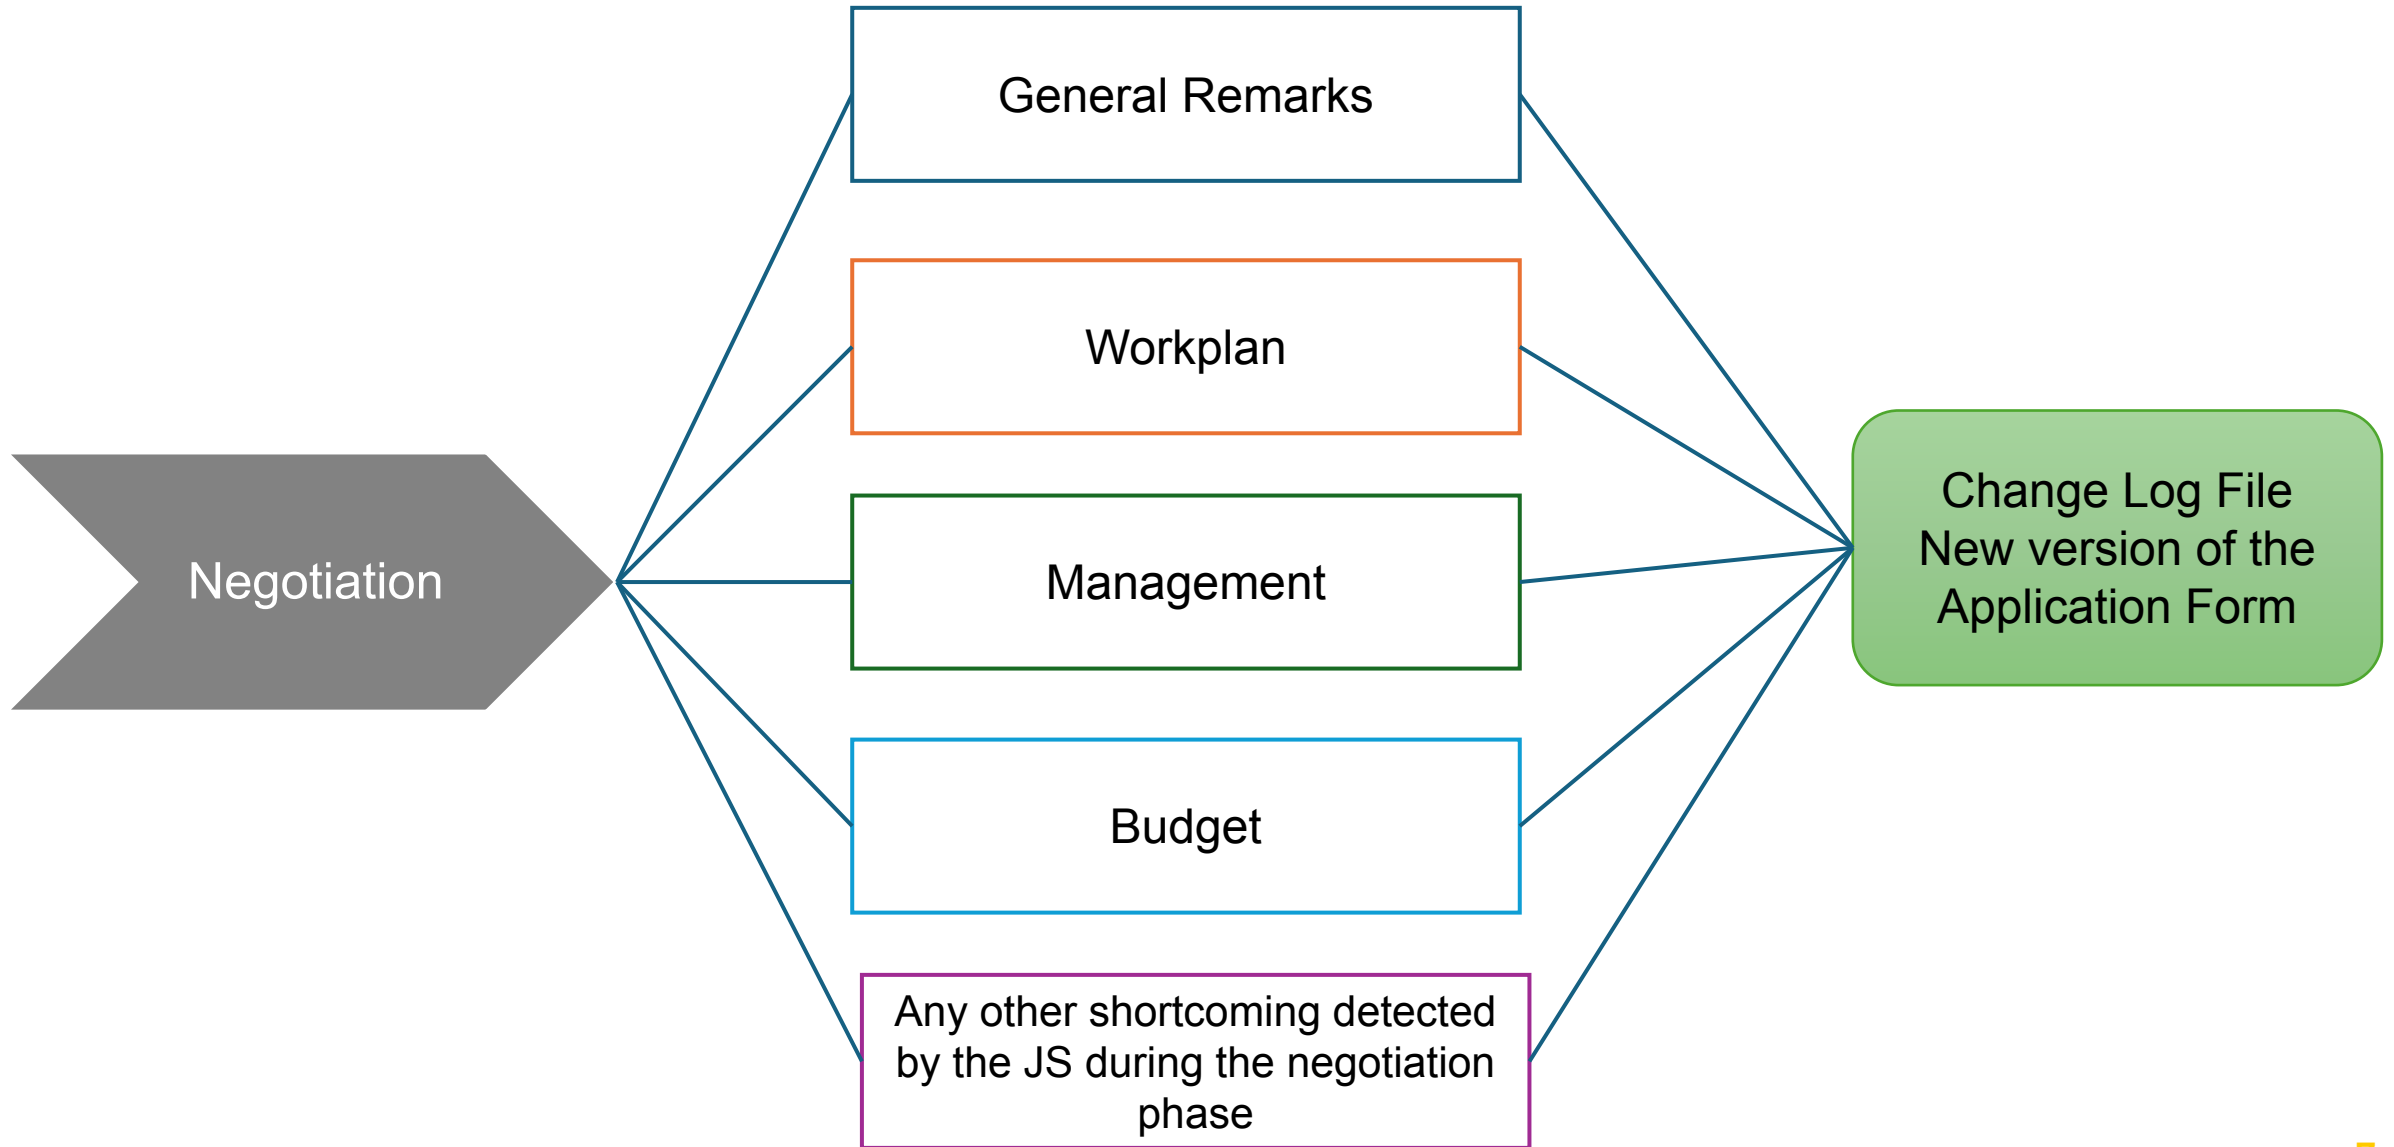 General Remarks
Workplan
Negotiation
Management
Change Log File
New version of the
Application Form
Budget
Any other shortcoming detected
by the JS during the negotiation
phase